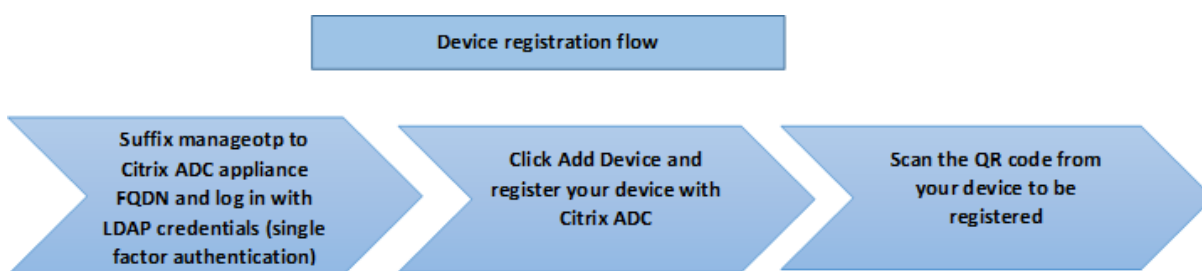 Device registration flow
Suffix manageotp to
Citrix ADC appliance
FQDN and log in with
LDAP credentials (single
factor authentication)
Click Add Device and
register your device with
Citrix ADC
Scan the QR code from
your device to be
registered